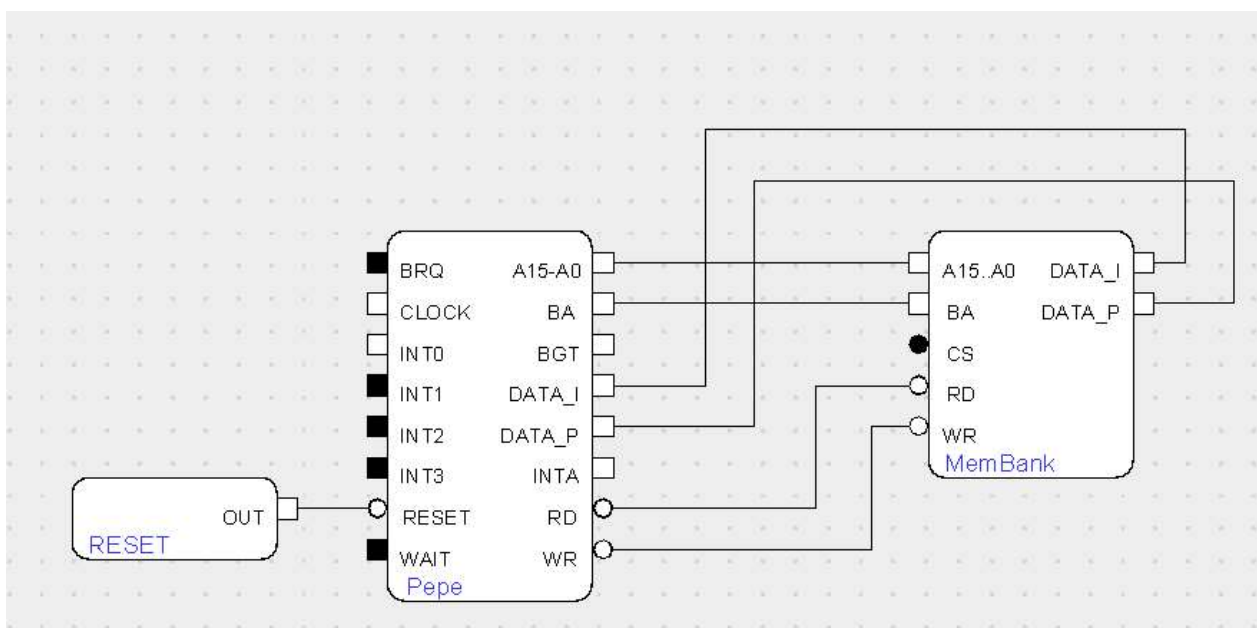 BRQ A15-A0
CLOCK BA
INT0 BGT
INT1 DATA_I
INT2 DATA_P
INT3 INTA
RESET RD
WAIT WR
Pepe
OUT
RESET
A15..A0 DATA_I
BA DATA_P
CS
RD
WR
MemBank